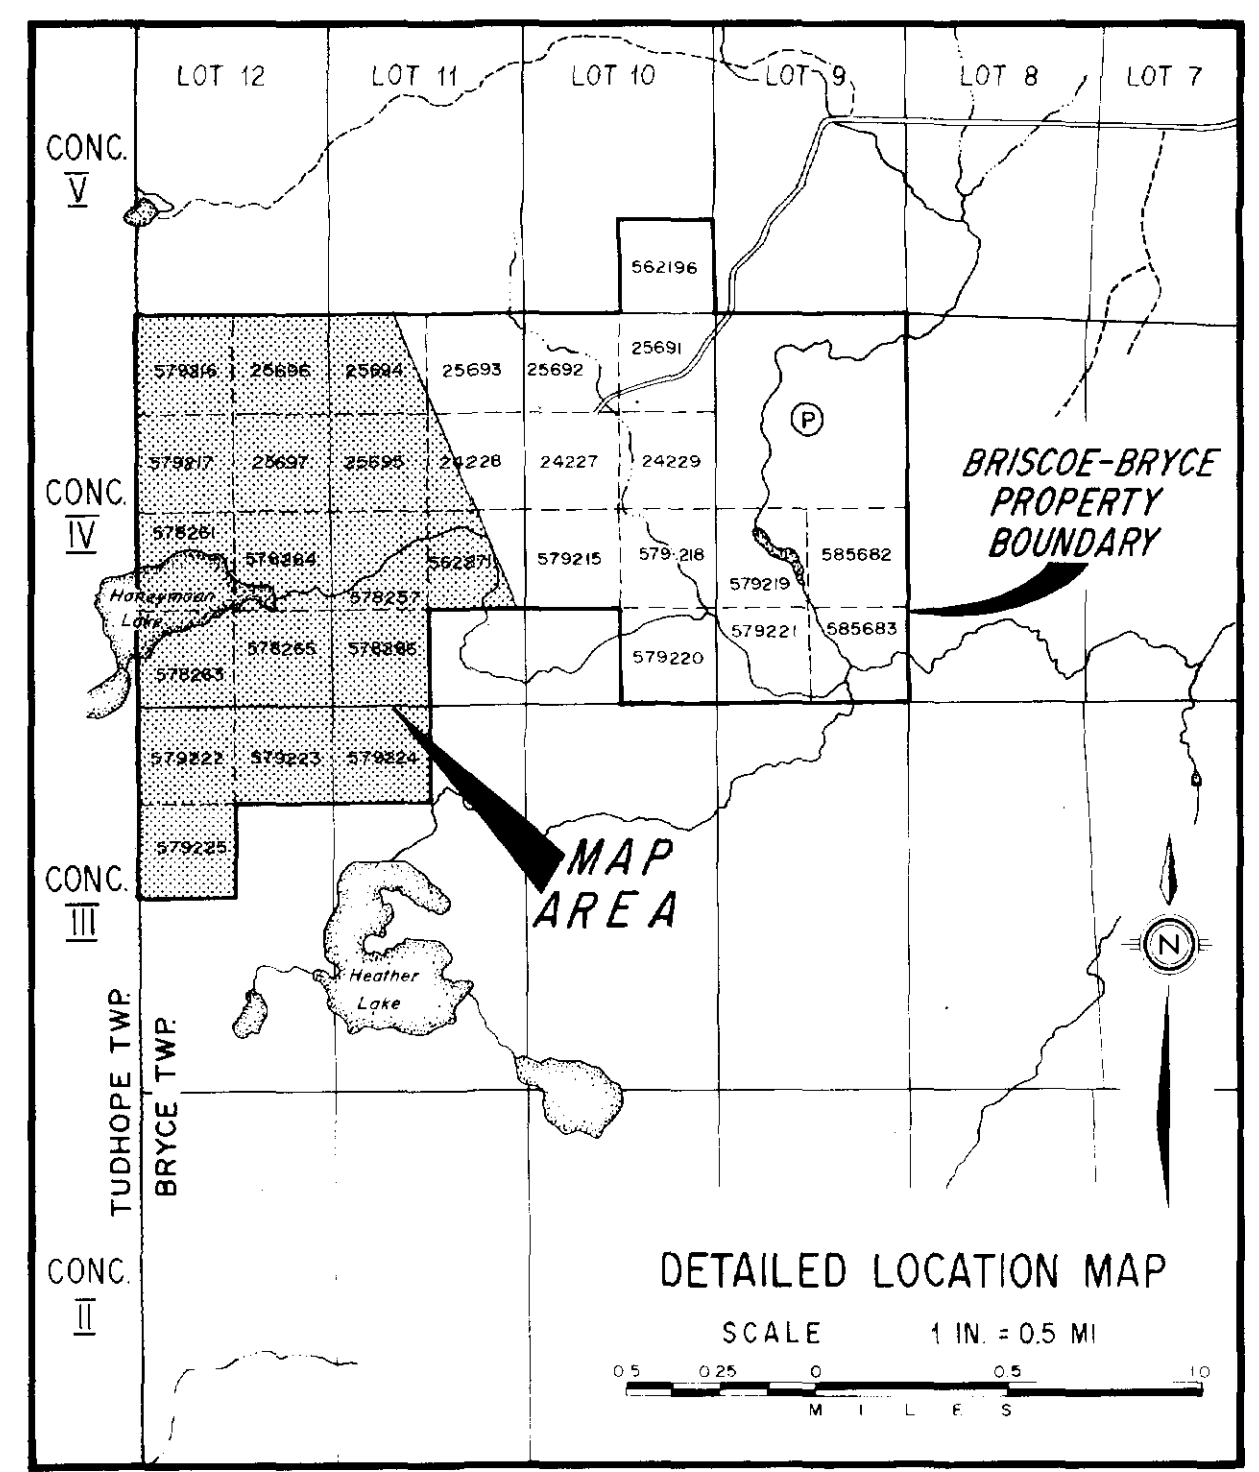 LOT 12
LOT 11
LOT 10
LOT 9
LOT 8
LOT 7
CONC.
V
562196
25691
579816
25696
25694
25693
25692
P
579817
25697
25695
24228
24227
24229
CONC.
IV
BRISCOE-BRYCE
PROPERTY
BOUNDARY
578261
578264
562871
579215
579218
585682
579219
578257
Honeymoon
Lake
578265
579221
585683
579220
578263
579222
579223
579224
579225
MAP
AREA
CONC.
III
N
Heather
Lake
TUDHOPE TWP.
BRYCE TWP.
CONC.
II
DETAILED LOCATION MAP
SCALE 1 IN. = 0.5 MI
0.5 0.25 0 0.5 1.0
MILES